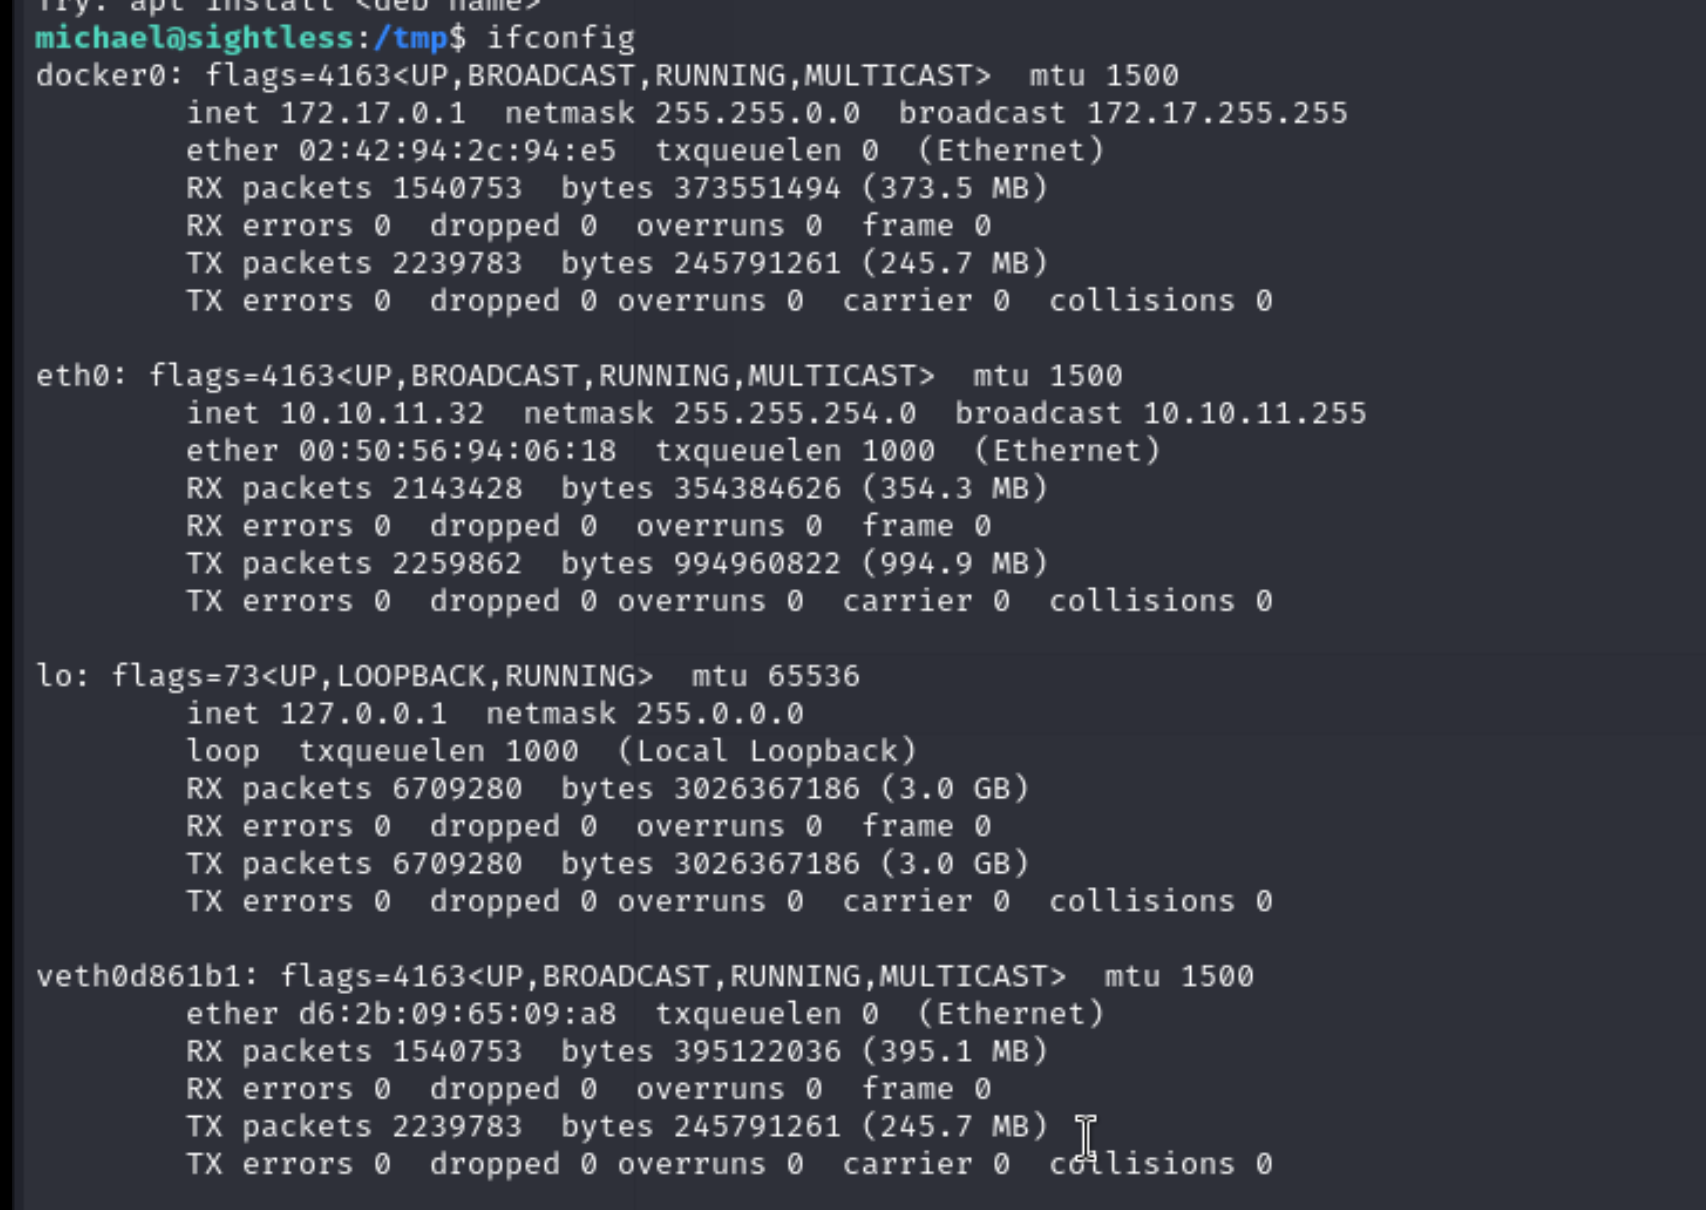 Try: apt install <deb name>
michael@sightless:/tmp$ ifconfig
docker0: flags=4163<UP,BROADCAST,RUNNING,MULTICAST>  mtu 1500
        inet 172.17.0.1  netmask 255.255.0.0  broadcast 172.17.255.255
        ether 02:42:94:2c:94:e5  txqueuelen 0  (Ethernet)
        RX packets 1540753  bytes 373551494 (373.5 MB)
        RX errors 0  dropped 0  overruns 0  frame 0
        TX packets 2239783  bytes 245791261 (245.7 MB)
        TX errors 0  dropped 0 overruns 0  carrier 0  collisions 0

eth0: flags=4163<UP,BROADCAST,RUNNING,MULTICAST>  mtu 1500
        inet 10.10.11.32  netmask 255.255.254.0  broadcast 10.10.11.255
        ether 00:50:56:94:06:18  txqueuelen 1000  (Ethernet)
        RX packets 2143428  bytes 354384626 (354.3 MB)
        RX errors 0  dropped 0  overruns 0  frame 0
        TX packets 2259862  bytes 994960822 (994.9 MB)
        TX errors 0  dropped 0 overruns 0  carrier 0  collisions 0

lo: flags=73<UP,LOOPBACK,RUNNING>  mtu 65536
        inet 127.0.0.1  netmask 255.0.0.0
        loop  txqueuelen 1000  (Local Loopback)
        RX packets 6709280  bytes 3026367186 (3.0 GB)
        RX errors 0  dropped 0  overruns 0  frame 0
        TX packets 6709280  bytes 3026367186 (3.0 GB)
        TX errors 0  dropped 0 overruns 0  carrier 0  collisions 0

veth0d861b1: flags=4163<UP,BROADCAST,RUNNING,MULTICAST>  mtu 1500
        ether d6:2b:09:65:09:a8  txqueuelen 0  (Ethernet)
        RX packets 1540753  bytes 395122036 (395.1 MB)
        RX errors 0  dropped 0  overruns 0  frame 0
        TX packets 2239783  bytes 245791261 (245.7 MB)
        TX errors 0  dropped 0 overruns 0  carrier 0  collisions 0